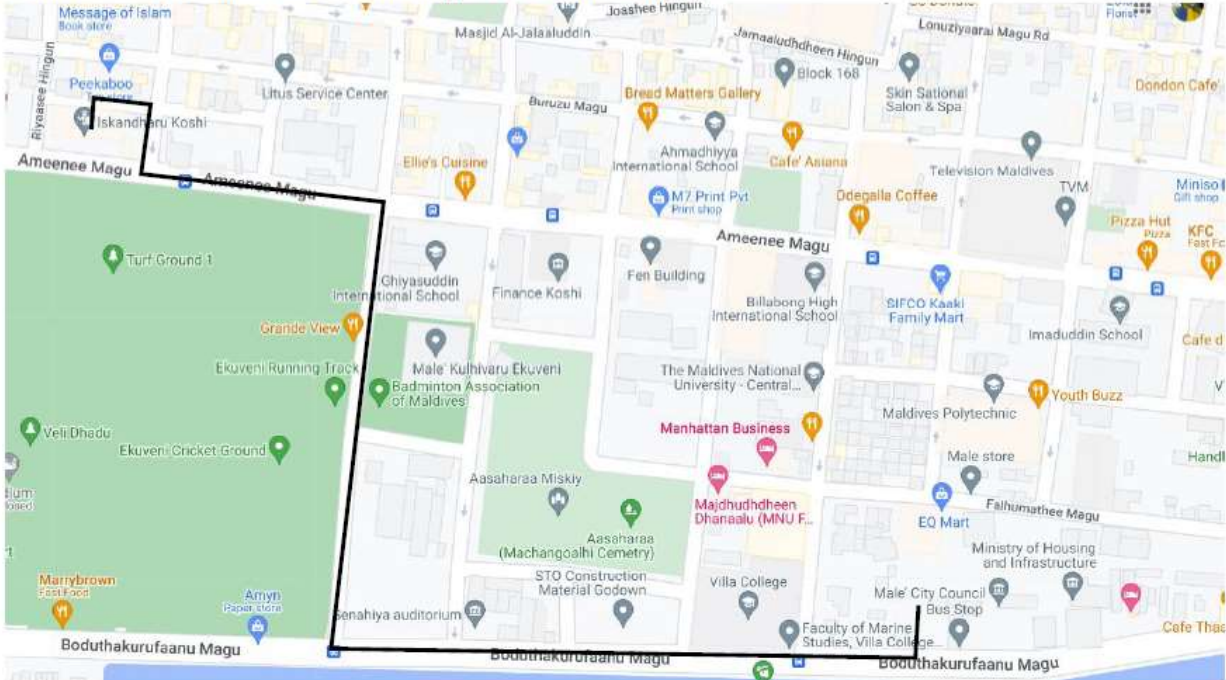 Message of Islam
Book store
Joashee Hingun
Lonuziyaarai Magu Rd
Florist
Masjid Al-Jalaaluddin
Jamaaludhdheen Hingun
Riyaasee Hingun
Peekaboo
Litus Service Center
Block 168
Skin Sational
Salon & Spa
Dondon Cafe
Buruzu Magu
Bread Matters Gallery
Iskandharu Koshi
Ahmadhiyya
International School
Cafe' Asiana
Television Maldives
Ameenee Magu
Ameenee Magu
Ellie's Cuisine
M7 Print Pvt
Print shop
Odegalla Coffee
TVM
Miniso
Gift shop
Pizza Hut
Pizza
KFC
Fast Fo
Ameenee Magu
Turf Ground 1
Ghiyasuddin
International School
Finance Koshi
Fen Building
Billabong High
International School
SIFCO Kaaki
Family Mart
Imaduddin School
Cafe d
Grande View
Ekuveni Running Track
Male' Kulhivaru Ekuveni
Badminton Association
of Maldives
The Maldives National
University - Central...
Maldives Polytechnic
Youth Buzz
Veli Dhadu
Ekuveni Cricket Ground
Manhattan Business
Male store
Handl
Aasaharaa Miskiy
Majdhudhdheen
Dhanaalu (MNU F...
EQ Mart
Falhumathee Magu
Aasaharaa
(Machangoalhi Cemetry)
Ministry of Housing
and Infrastructure
Marrybrown
Fast Food
Amyn
Paper store
STO Construction
Material Godown
Villa College
Male' City Council
Bus Stop
Senahiya auditorium
Faculty of Marine
Studies, Villa College
Cafe Thac
Boduthakurufaanu Magu
Boduthakurufaanu Magu
Boduthakurufaanu Magu